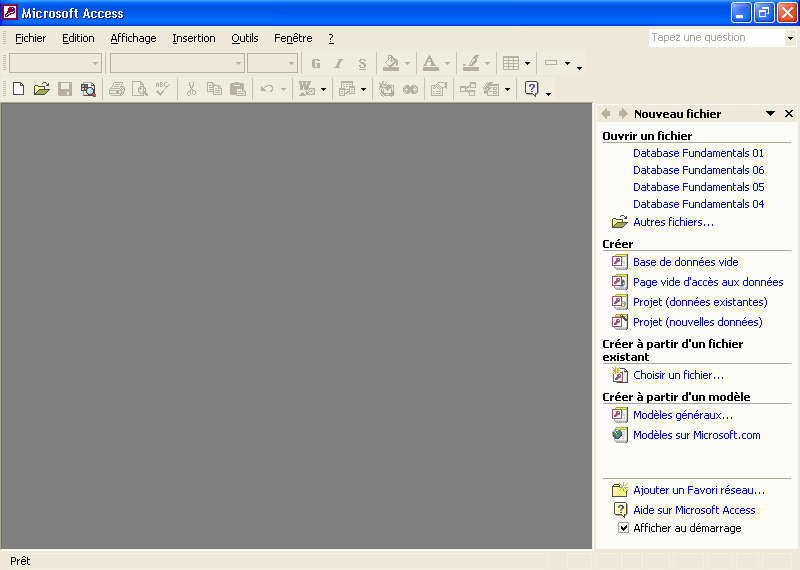 Microsoft Access
Fichier Edition Affichage Insertion Outils Fenêtre ? Tapez une question
G I S
ABC
Nouveau fichier
Ouvrir un fichier
Database Fundamentals 01
Database Fundamentals 06
Database Fundamentals 05
Database Fundamentals 04
Autres fichiers...
Créer
Base de données vide
Page vide d'accès aux données
Projet (données existantes)
Projet (nouvelles données)
Créer à partir d'un fichier
existant
Choisir un fichier...
Créer à partir d'un modèle
Modèles généraux...
Modèles sur Microsoft.com
Ajouter un Favori réseau...
Aide sur Microsoft Access
Afficher au démarrage
Prêt